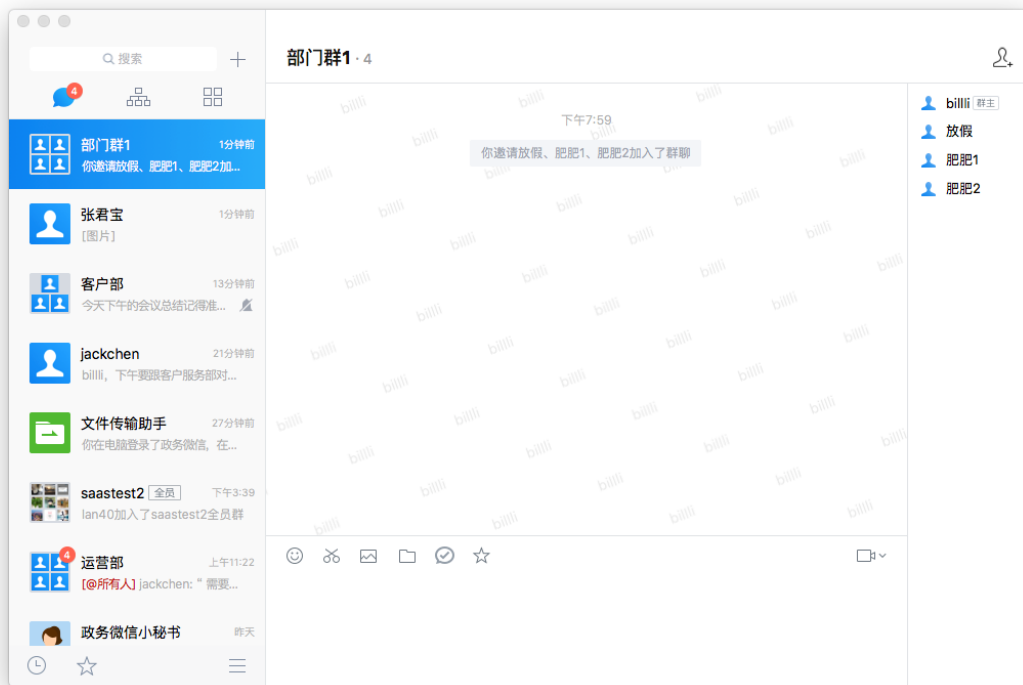 搜索
4
部门群1
1分钟前
你邀请放假、肥肥1、肥肥2加...
张君宝
1分钟前
[图片]
客户部
13分钟前
今天下午的会议总结记得准...
jackchen
21分钟前
billli，下午要跟客户服务部对...
文件传输助手
27分钟前
你在电脑登录了政务微信，在...
saastest2 全员
下午3:39
lan40加入了saastest2全员群
4
运营部
上午11:22
[@所有人] jackchen: “ 需要...
政务微信小秘书
昨天
部门群1 · 4
下午7:59
你邀请放假、肥肥1、肥肥2加入了群聊
billli 群主
放假
肥肥1
肥肥2
billli